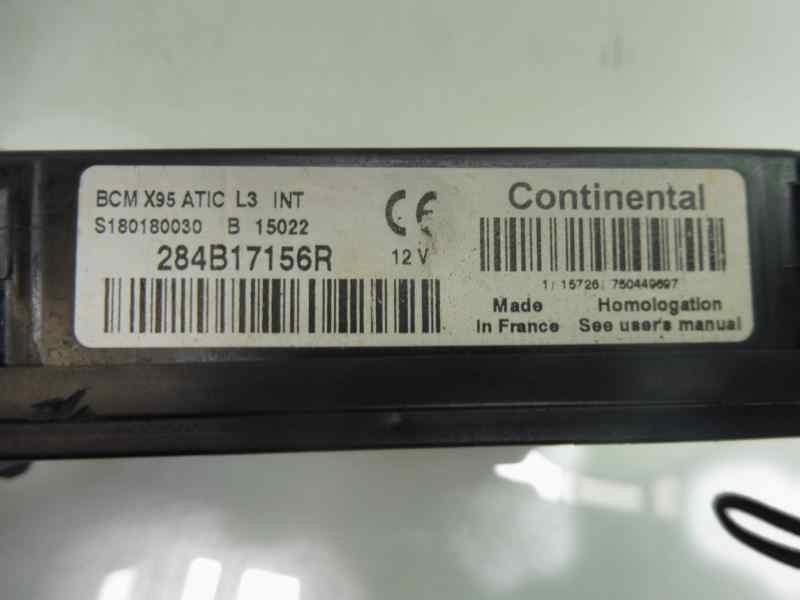 BCM X95 ATIC L3 INT
S180180030 B 15022
284B17156R
CE
12 V
Continental
1/ 15726/ 750449697
Made
In France
Homologation
See user's manual